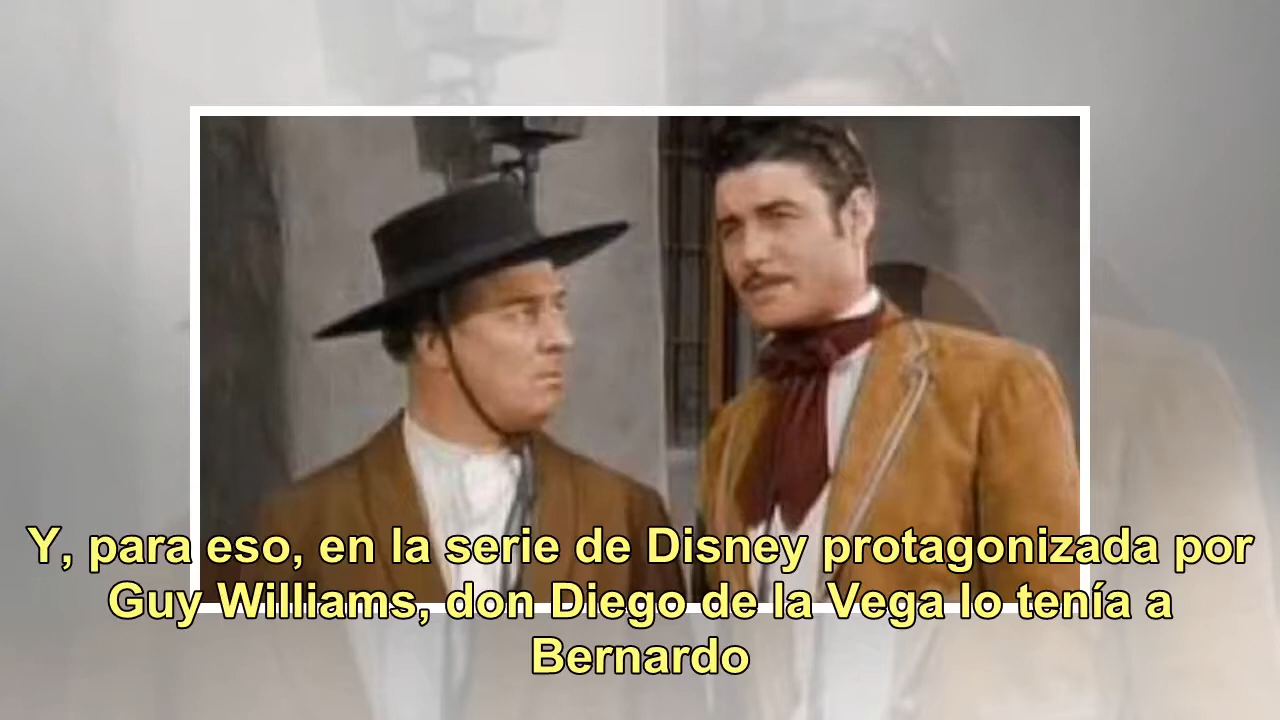 Y, para eso, en la serie de Disney protagonizada por
Guy Williams, don Diego de la Vega lo tenía a
Bernardo